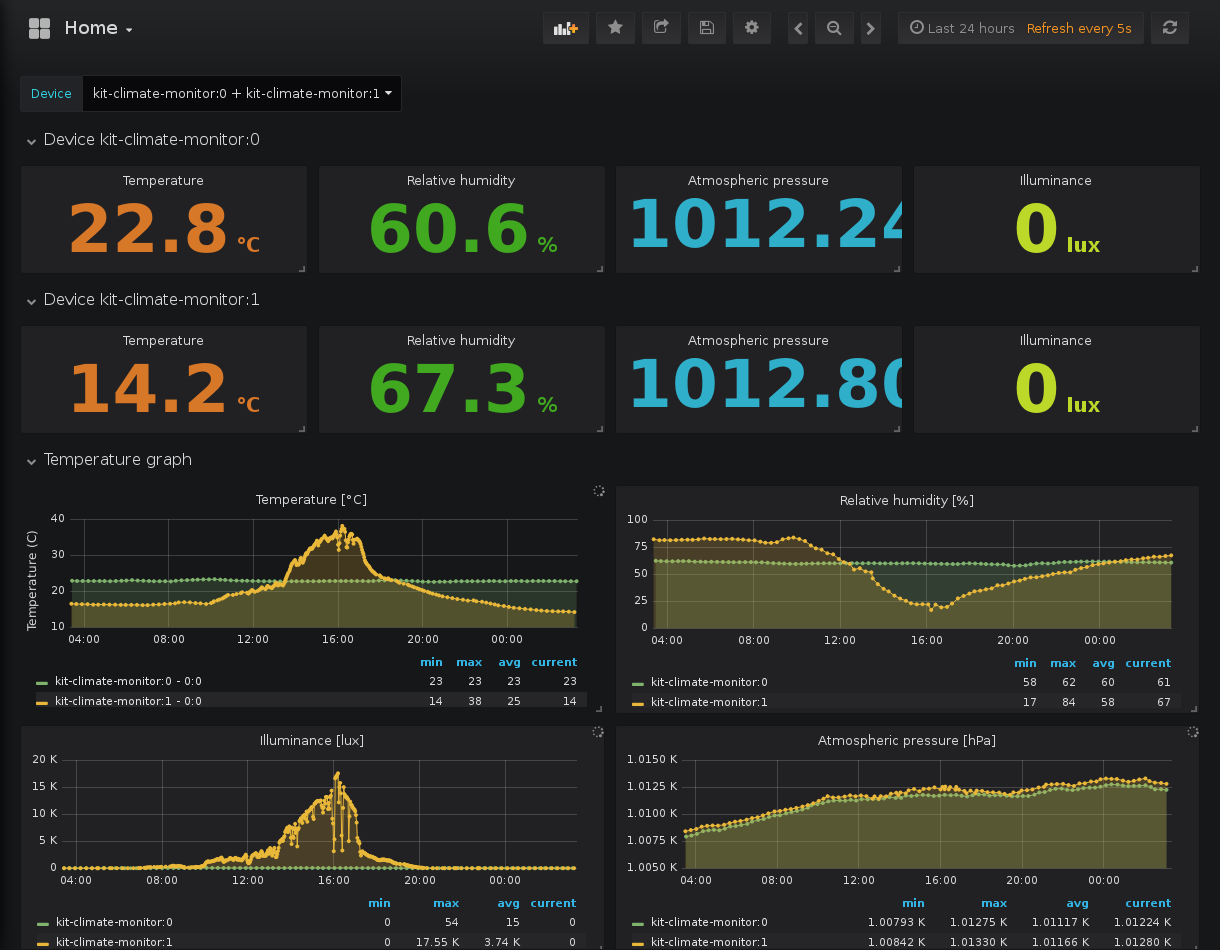 Home
Last 24 hours Refresh every 5s
Device kit-climate-monitor:0 + kit-climate-monitor:1
Device kit-climate-monitor:0
Temperature Relative humidity Atmospheric pressure Illuminance
22.8 °C 60.6 % 1012.24 0 lux
Device kit-climate-monitor:1
Temperature Relative humidity Atmospheric pressure Illuminance
14.2 °C 67.3 % 1012.80 0 lux
Temperature graph
Temperature [°C]
Temperature (C)
40
30
20
10
04:00 08:00 12:00 16:00 20:00 00:00
min max avg current
kit-climate-monitor:0 - 0:0 23 23 23 23
kit-climate-monitor:1 - 0:0 14 38 25 14
Relative humidity [%]
100
75
50
25
0
04:00 08:00 12:00 16:00 20:00 00:00
min max avg current
kit-climate-monitor:0 58 62 60 61
kit-climate-monitor:1 17 84 58 67
Illuminance [lux]
20 K
15 K
10 K
5 K
0
04:00 08:00 12:00 16:00 20:00 00:00
min max avg current
kit-climate-monitor:0 0 54 15 0
kit-climate-monitor:1 0 17.55 K 3.74 K 0
Atmospheric pressure [hPa]
1.0150 K
1.0125 K
1.0100 K
1.0075 K
1.0050 K
04:00 08:00 12:00 16:00 20:00 00:00
min max avg current
kit-climate-monitor:0 1.00793 K 1.01275 K 1.01117 K 1.01224 K
kit-climate-monitor:1 1.00842 K 1.01330 K 1.01166 K 1.01280 K